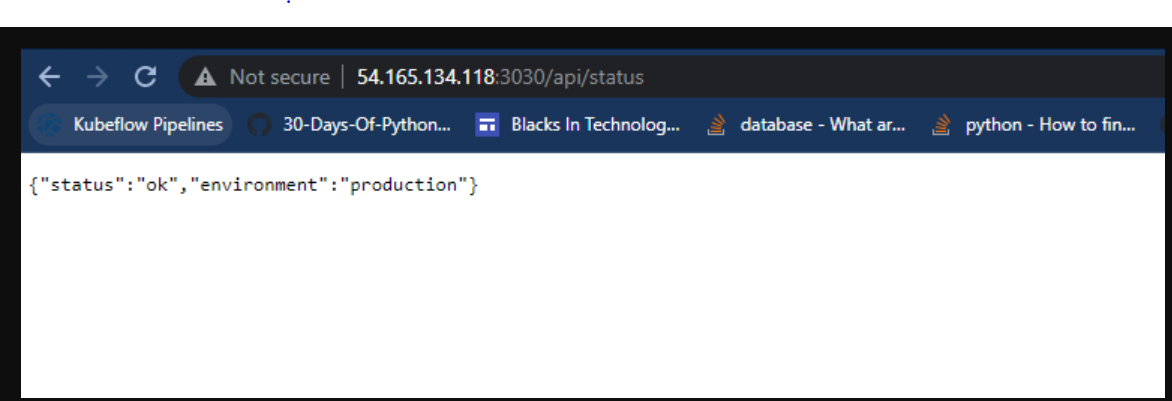 Not secure | 54.165.134.118:3030/api/status
Kubeflow Pipelines 30-Days-Of-Python... Blacks In Technolog... database - What ar... python - How to fin...
{"status":"ok","environment":"production"}